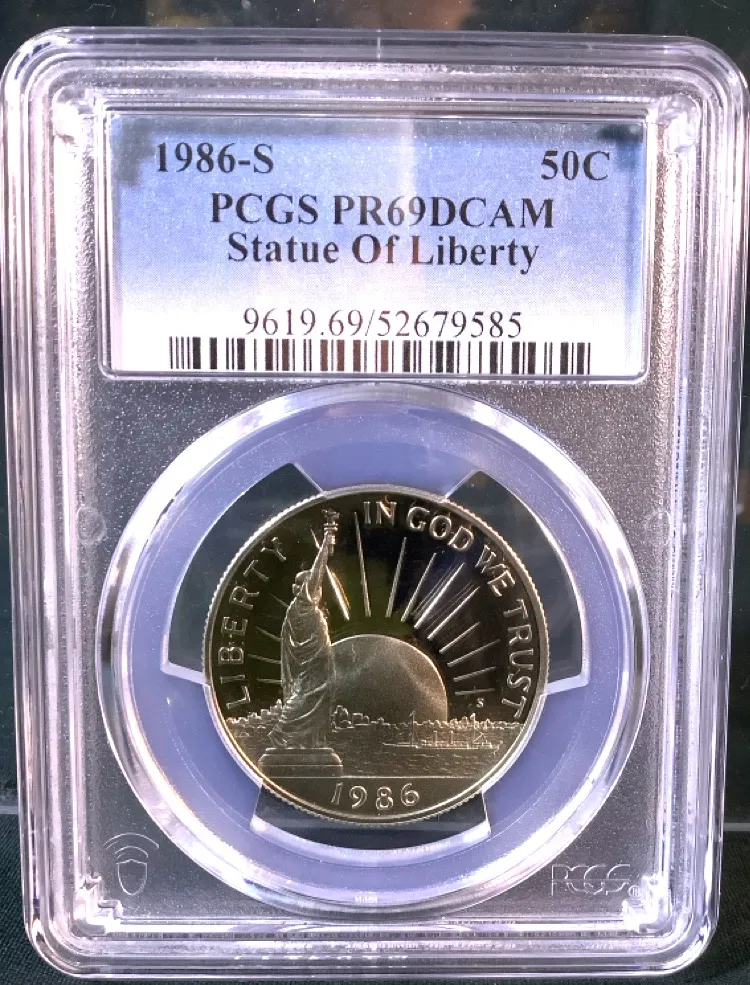 1986-S 50C
PCGS PR69DCAM
Statue Of Liberty
9619.69/52679585
LIBERTY
IN GOD WE TRUST
S
1986
PCGS